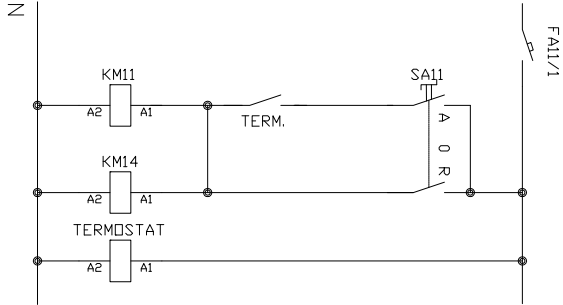 N
FA11/1
KM11
SA11
A2
A1
TERM.
A 0 R
KM14
A2
A1
TERMOSTAT
A2
A1